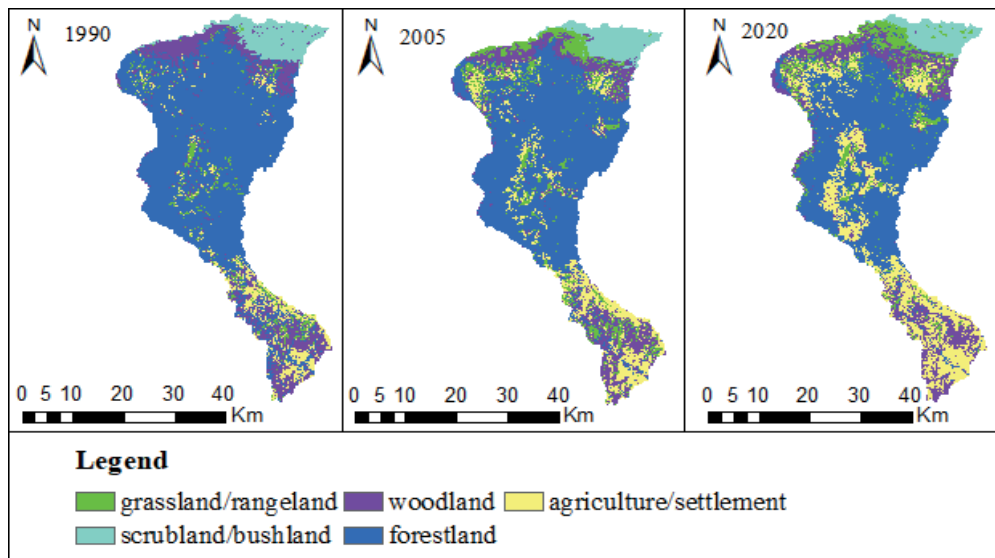 N
1990
0 5 10 20 30 40
Km
N
2005
0 5 10 20 30 40
Km
N
2020
0 5 10 20 30 40
Km
Legend
grassland/rangeland woodland agriculture/settlement
scrubland/bushland forestland